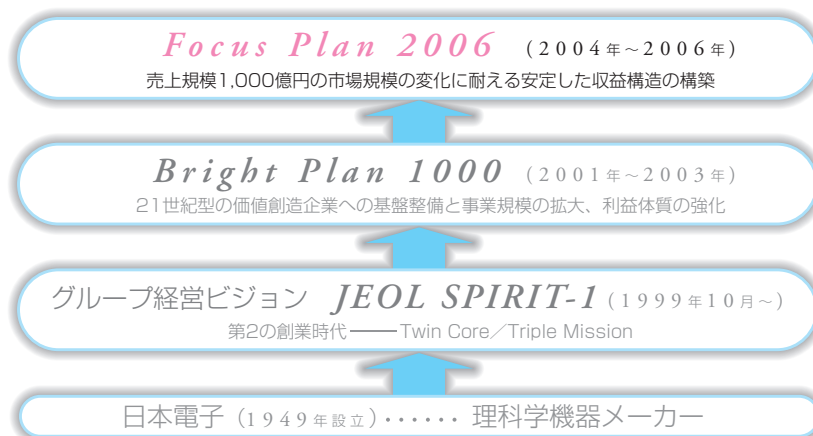 Focus Plan 2006 (2004年~2006年)
売上規模1,000億円の市場規模の変化に耐える安定した収益構造の構築
Bright Plan 1000 (2001年~2003年)
21世紀型の価値創造企業への基盤整備と事業規模の拡大、利益体質の強化
グループ経営ビジョン JEOL SPIRIT-1 (1999年10月~)
第2の創業時代――Twin Core/Triple Mission
日本電子 (1949年設立)‥‥‥ 理科学機器メーカー